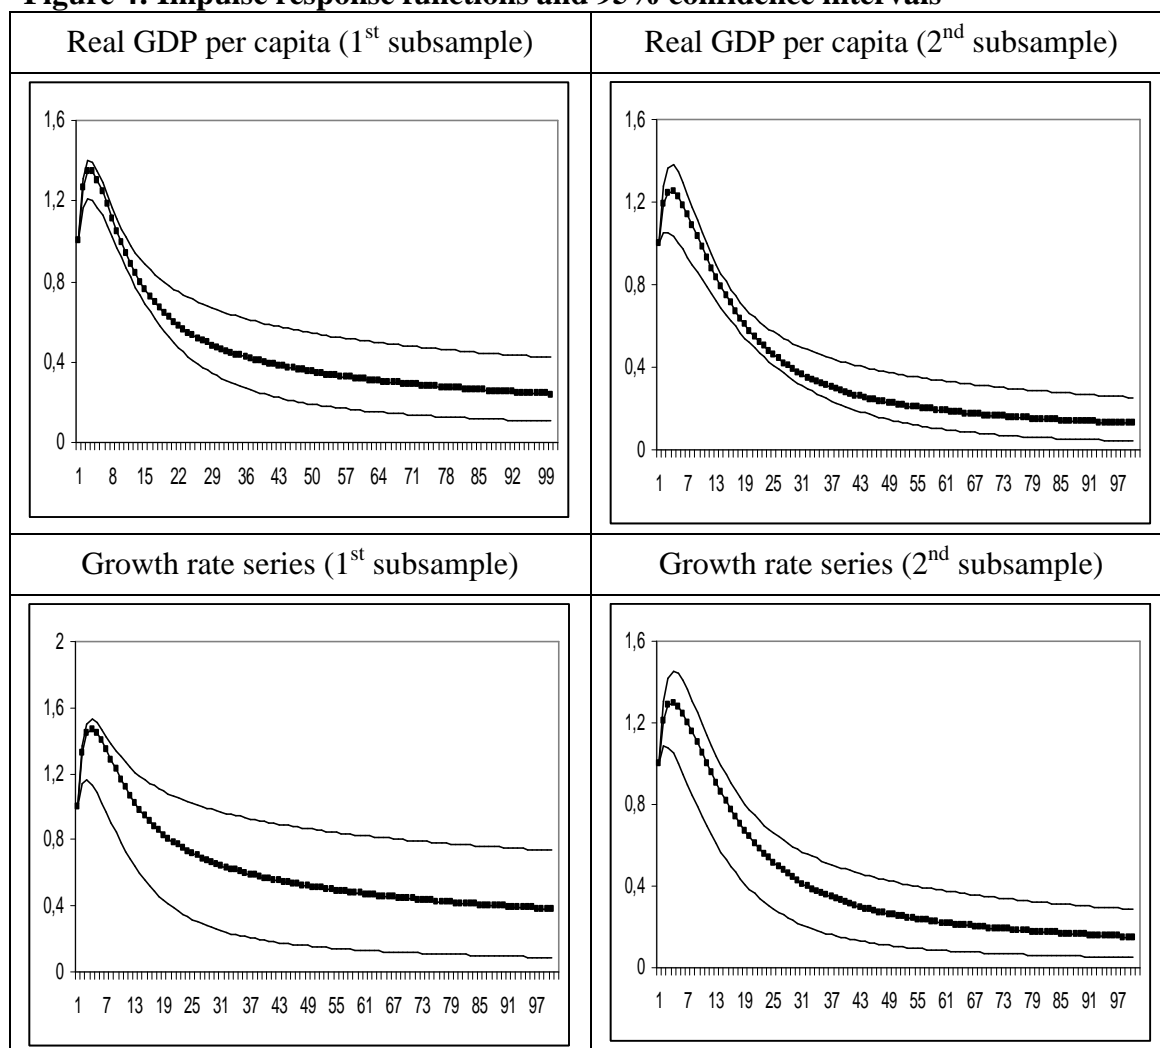 Figure 4: Impulse response functions and 95% confidence intervals
Real GDP per capita (1st subsample)
Real GDP per capita (2nd subsample)
1,6
1,2
0,8
0,4
0
1 8 15 22 29 36 43 50 57 64 71 78 85 92 99
1,6
1,2
0,8
0,4
0
1 7 13 19 25 31 37 43 49 55 61 67 73 79 85 91 97
Growth rate series (1st subsample)
Growth rate series (2nd subsample)
2
1,6
1,2
0,8
0,4
0
1 7 13 19 25 31 37 43 49 55 61 67 73 79 85 91 97
1,6
1,2
0,8
0,4
0
1 7 13 19 25 31 37 43 49 55 61 67 73 79 85 91 97